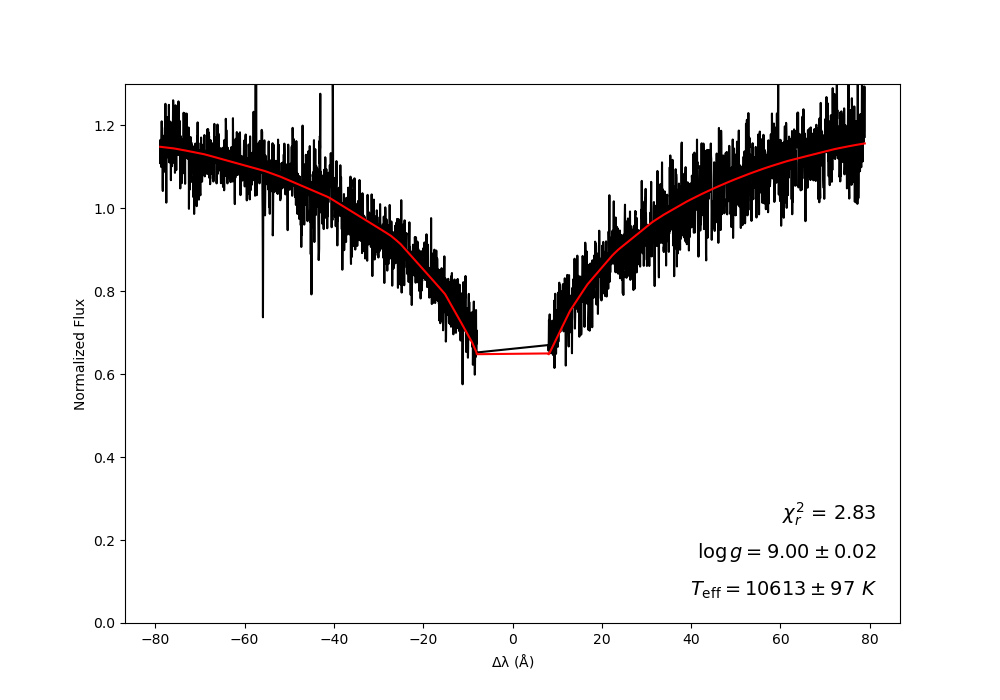 1.2
1.0
0.8
0.6
0.4
0.2
0.0
Normalized Flux
χ²ᵣ = 2.83
log g = 9.00 ± 0.02
T_eff = 10613 ± 97 K
−80 −60 −40 −20 0 20 40 60 80
Δλ (Å)